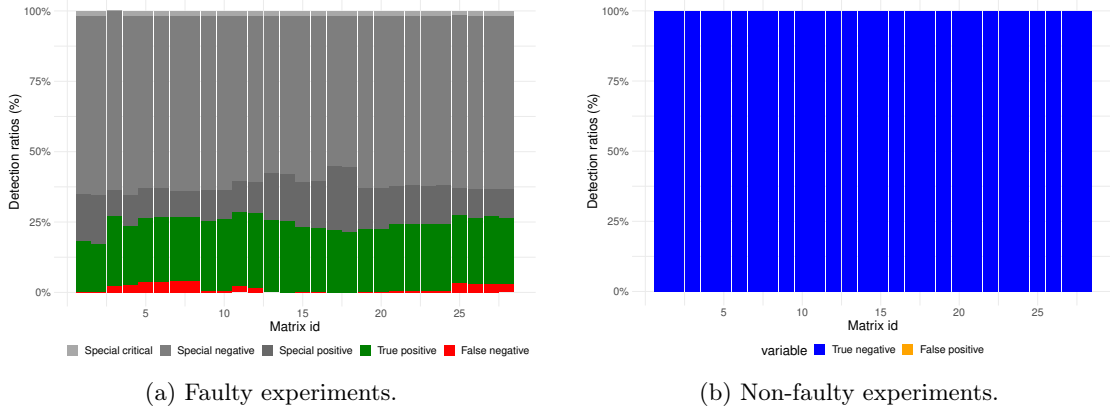 100%
75%
50%
25%
0%
Detection ratios (%)
5 10 15 20 25
Matrix id
Special critical Special negative Special positive True positive False negative
(a) Faulty experiments.
100%
75%
50%
25%
0%
Detection ratios (%)
5 10 15 20 25
Matrix id
variable True negative False positive
(b) Non-faulty experiments.